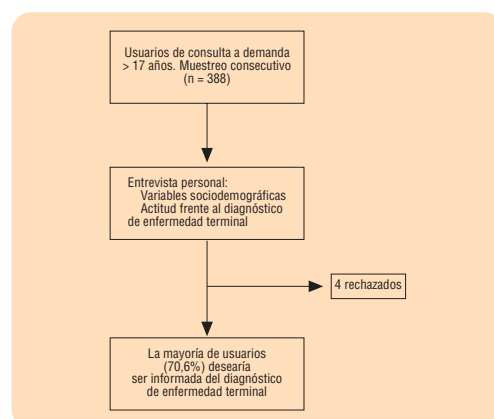 Usuarios de consulta a demanda
> 17 años. Muestreo consecutivo
(n = 388)
Entrevista personal:
Variables sociodemográficas
Actitud frente al diagnóstico
de enfermedad terminal
4 rechazados
La mayoría de usuarios
(70,6%) desearía
ser informada del diagnóstico
de enfermedad terminal